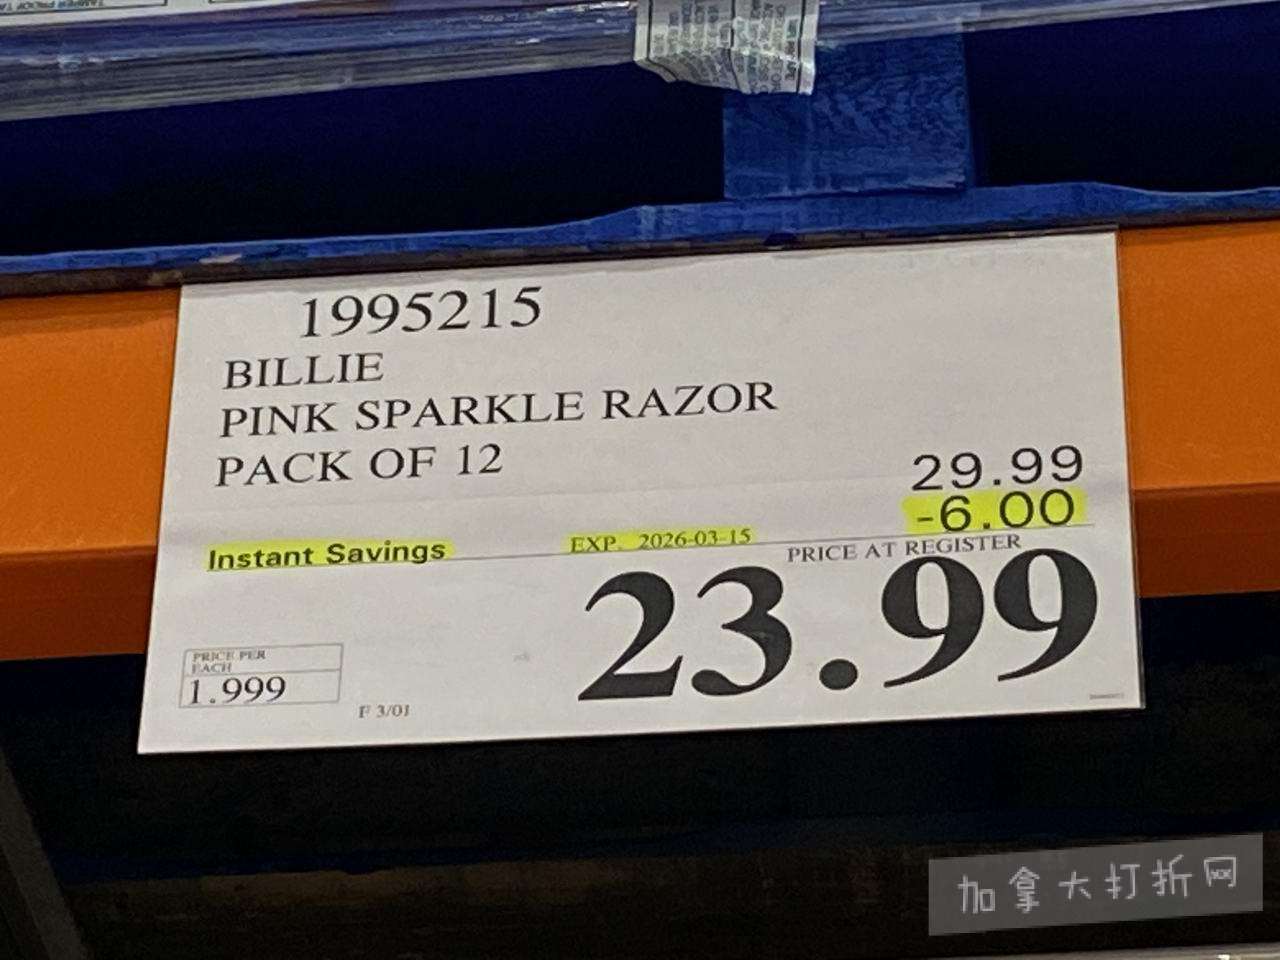 1995215
BILLIE
PINK SPARKLE RAZOR
PACK OF 12
29.99
-6.00
Instant Savings EXP. 2026-03-15
PRICE AT REGISTER
23.99
PRICE PER
EACH
1.999
F 3/01
加拿大打折网